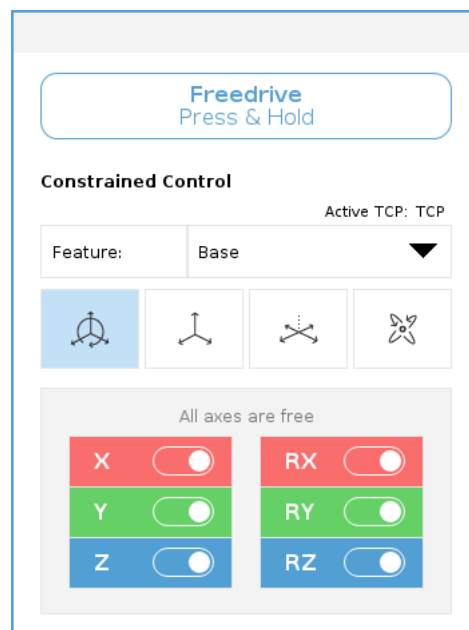 Freedrive
Press & Hold
Constrained Control
Active TCP: TCP
Feature: Base
All axes are free
X RX
Y RY
Z RZ